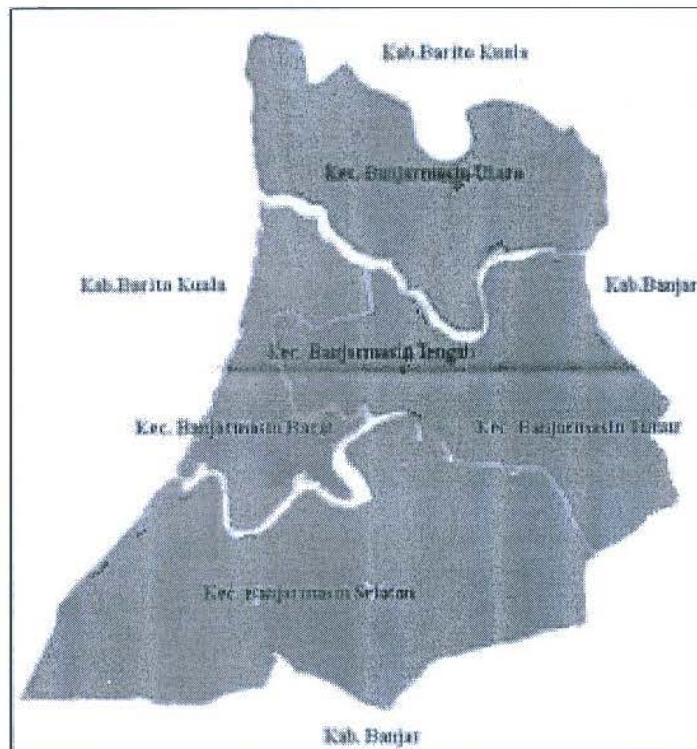 Kab.Barito Kuala
Kec. Banjarmasin Utara
Kab.Barito Kuala
Kab.Banjar
Kec. Banjarmasin Tengah
Kec. Banjarmasin Barat
Kec. Banjarmasin Timur
Kec. Banjarmasin Selatan
Kab. Banjar